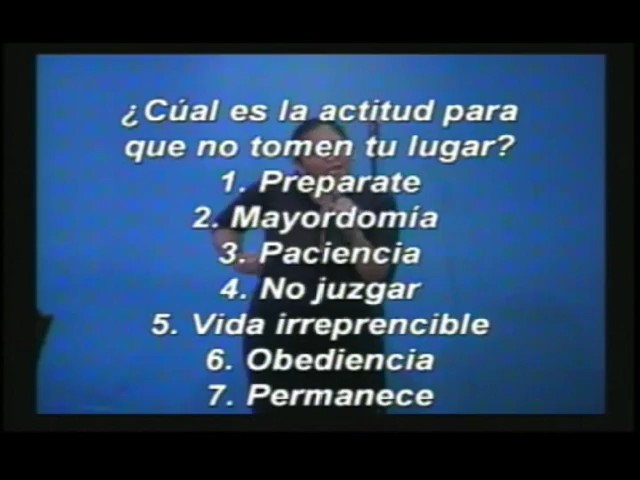 ¿Cúal es la actitud para
que no tomen tu lugar?
1. Preparate
2. Mayordomía
3. Paciencia
4. No juzgar
5. Vida irreprencible
6. Obediencia
7. Permanece